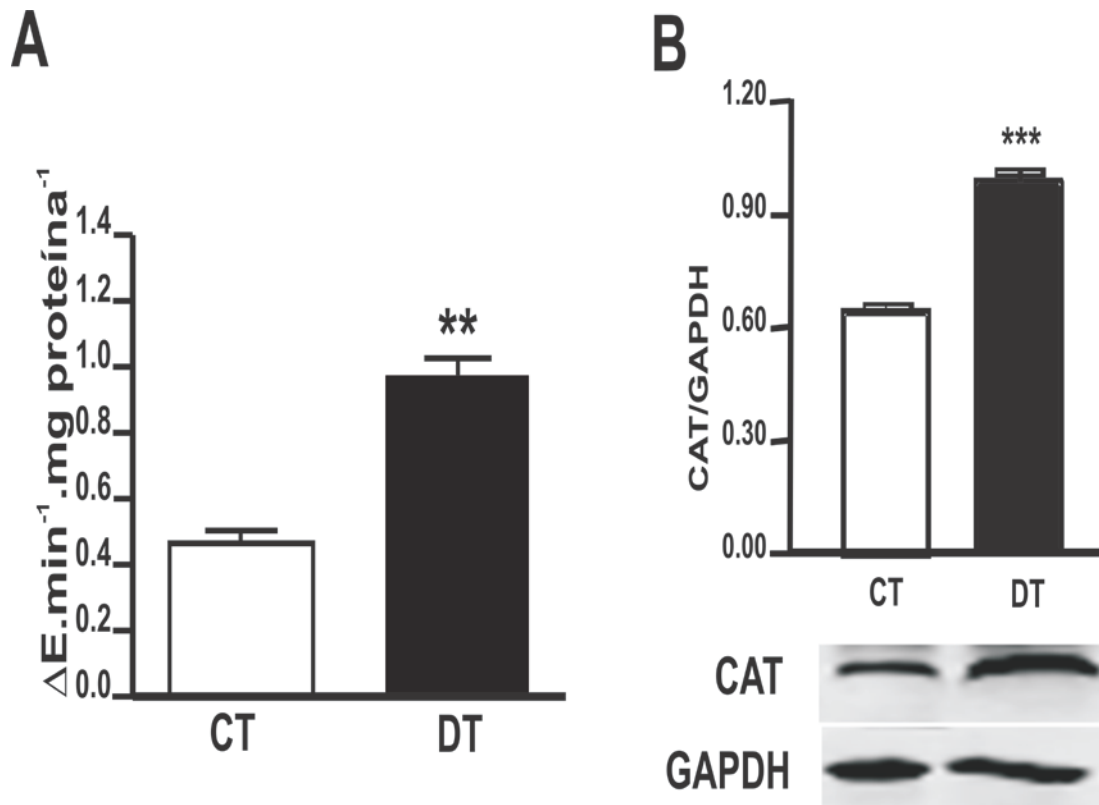 A
ΔE.min⁻¹.mg proteína⁻¹
1.4
1.2
1.0
0.8
0.6
0.4
0.2
0.0
**
CT DT
B
CAT/GAPDH
1.20
0.90
0.60
0.30
0.00
***
CT DT
CAT
GAPDH